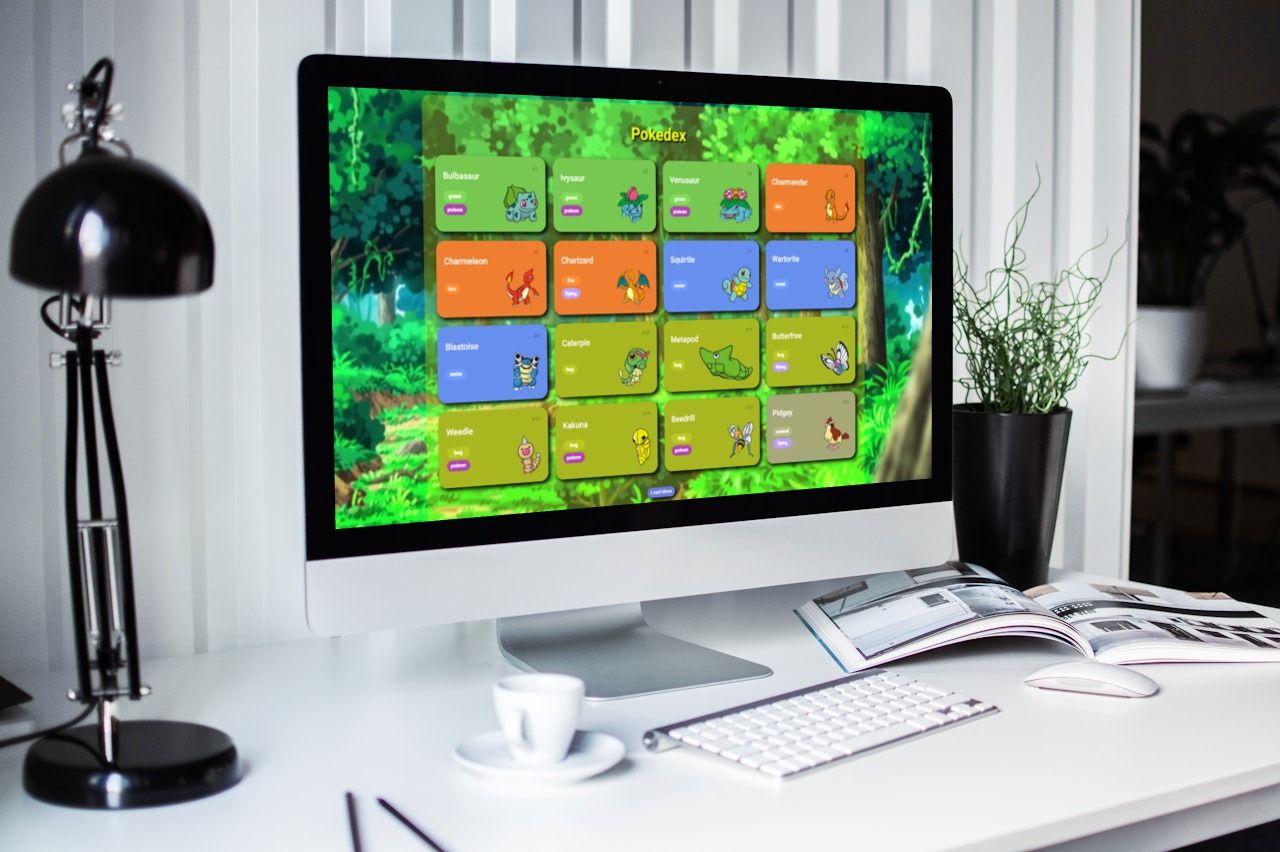 Pokedex
Bulbasaur
grass
poison
Ivysaur
grass
poison
Venusaur
grass
poison
Charmander
fire
Charmeleon
fire
Charizard
fire
flying
Squirtle
water
Wartortle
water
Blastoise
water
Caterpie
bug
Metapod
bug
Butterfree
bug
flying
Weedle
bug
poison
Kakuna
bug
poison
Beedrill
bug
poison
Pidgey
normal
flying
Load More